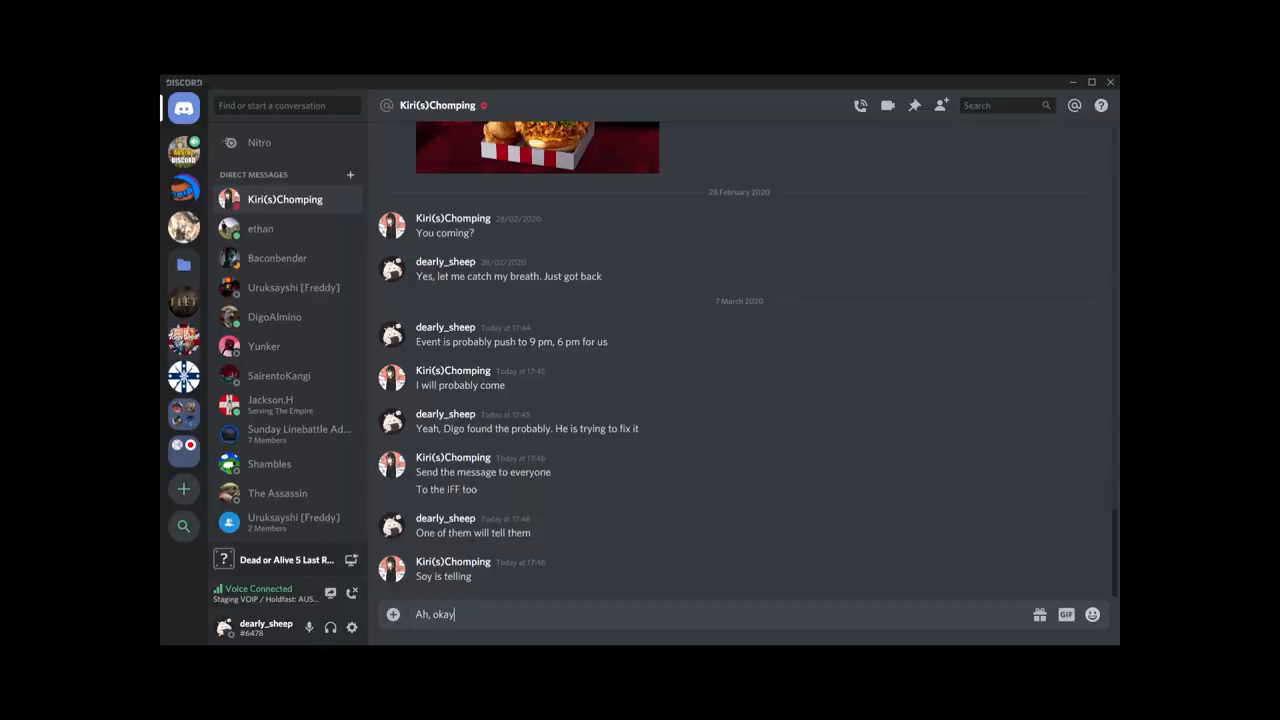 DISCORD
Find or start a conversation
Kiri(s)Chomping
Search
Nitro
DIRECT MESSAGES
Kiri(s)Chomping
ethan
Baconbender
Uruksayshi [Freddy]
DigoAlmino
Yunker
SairentoKangi
Jackson.H
Serving The Empire
Sunday Linebattle Ad...
7 Members
Shambles
The Assassin
Uruksayshi [Freddy]
2 Members
Dead or Alive 5 Last R...
Voice Connected
Staging VOIP / Holdfast: AUS...
dearly_sheep
#6478
28 February 2020
Kiri(s)Chomping 28/02/2020
You coming?
dearly_sheep 28/02/2020
Yes, let me catch my breath. Just got back
7 March 2020
dearly_sheep Today at 17:44
Event is probably push to 9 pm, 6 pm for us
Kiri(s)Chomping Today at 17:45
I will probably come
dearly_sheep Today at 17:45
Yeah, Digo found the probably. He is trying to fix it
Kiri(s)Chomping Today at 17:46
Send the message to everyone
To the IFF too
dearly_sheep Today at 17:46
One of them will tell them
Kiri(s)Chomping Today at 17:46
Soy is telling
Ah, okay
GIF